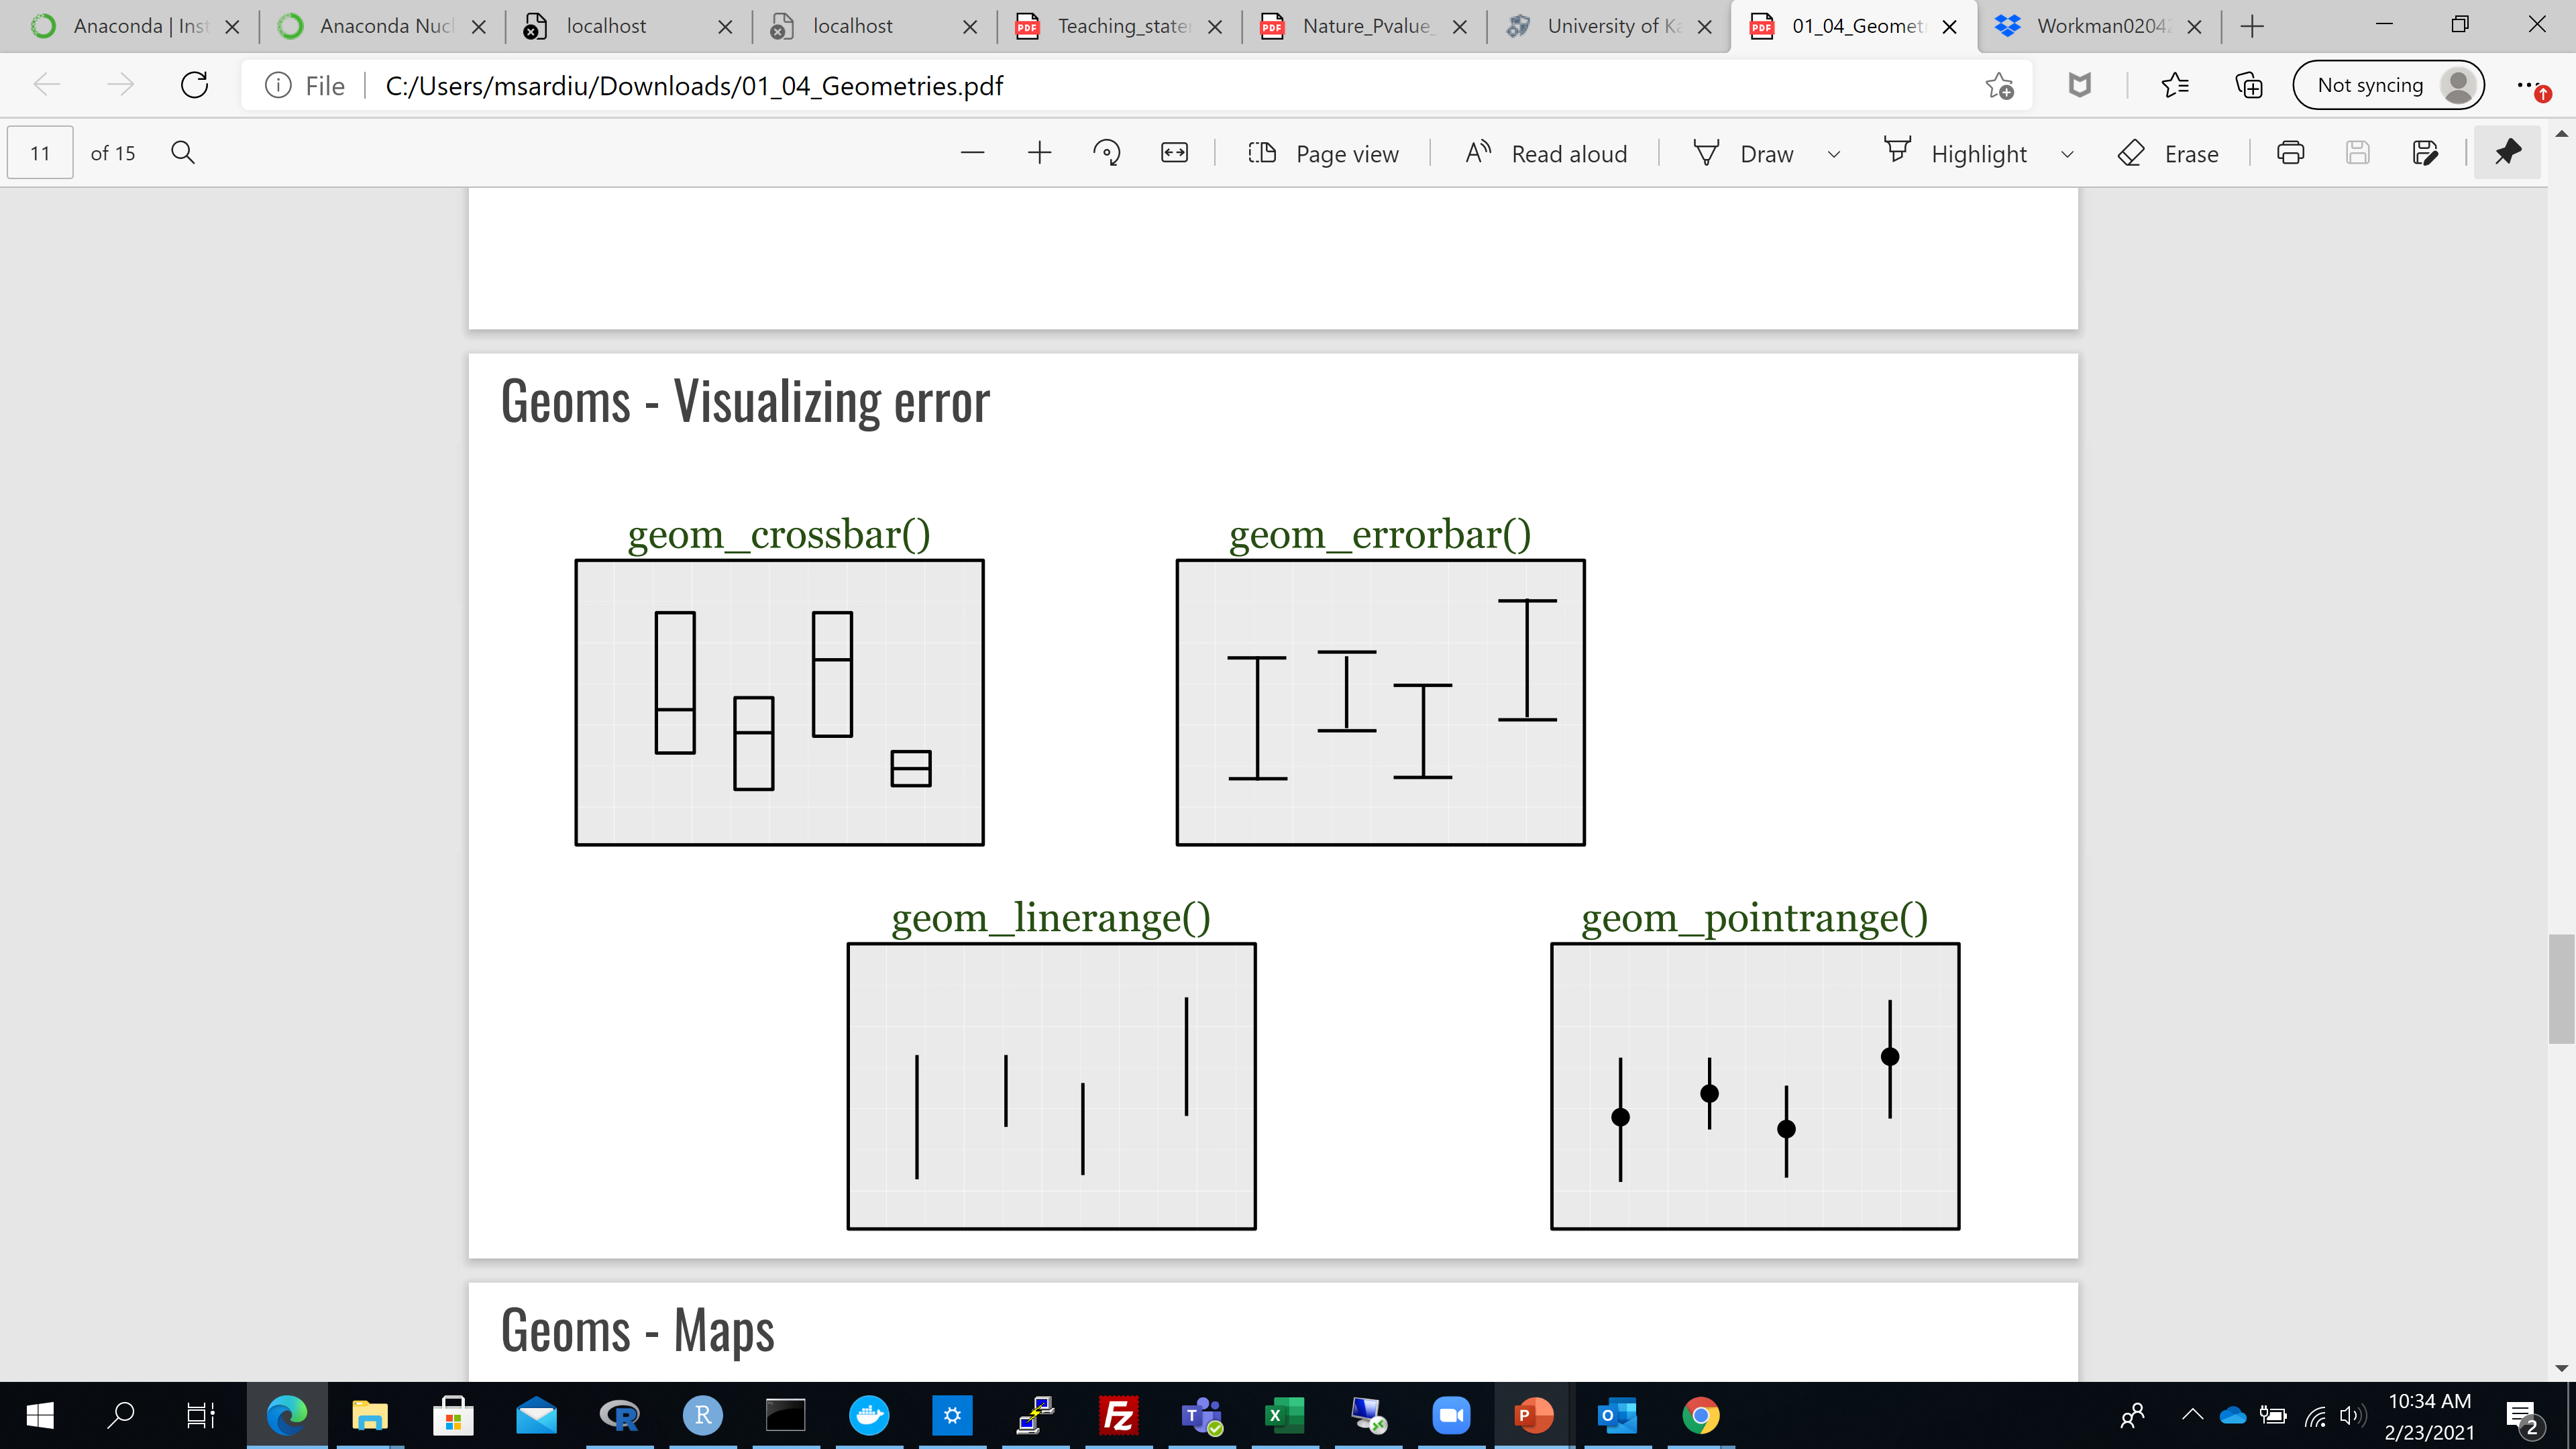 Anaconda | Inst
Anaconda Nucl
localhost
localhost
Teaching_state
Nature_Pvalue_
University of Ka
01_04_Geomet
Workman0204
File
C:/Users/msardiu/Downloads/01_04_Geometries.pdf
Not syncing
11
of 15
Page view
Read aloud
Draw
Highlight
Erase
Geoms - Visualizing error
geom_crossbar()
geom_errorbar()
geom_linerange()
geom_pointrange()
Geoms - Maps
10:34 AM
2/23/2021
2